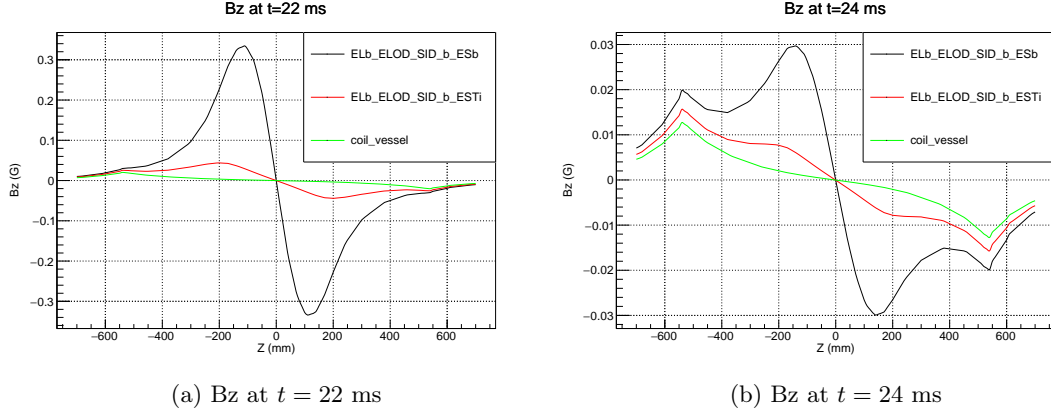 Bz at t=22 ms
Bz (G)
0.3
0.2
0.1
0
−0.1
−0.2
−0.3
ELb_ELOD_SID_b_ESb
ELb_ELOD_SID_b_ESTi
coil_vessel
−600 −400 −200 0 200 400 600
Z (mm)
(a) Bz at t = 22 ms
Bz at t=24 ms
Bz (G)
0.03
0.02
0.01
0
−0.01
−0.02
−0.03
ELb_ELOD_SID_b_ESb
ELb_ELOD_SID_b_ESTi
coil_vessel
−600 −400 −200 0 200 400 600
Z (mm)
(b) Bz at t = 24 ms